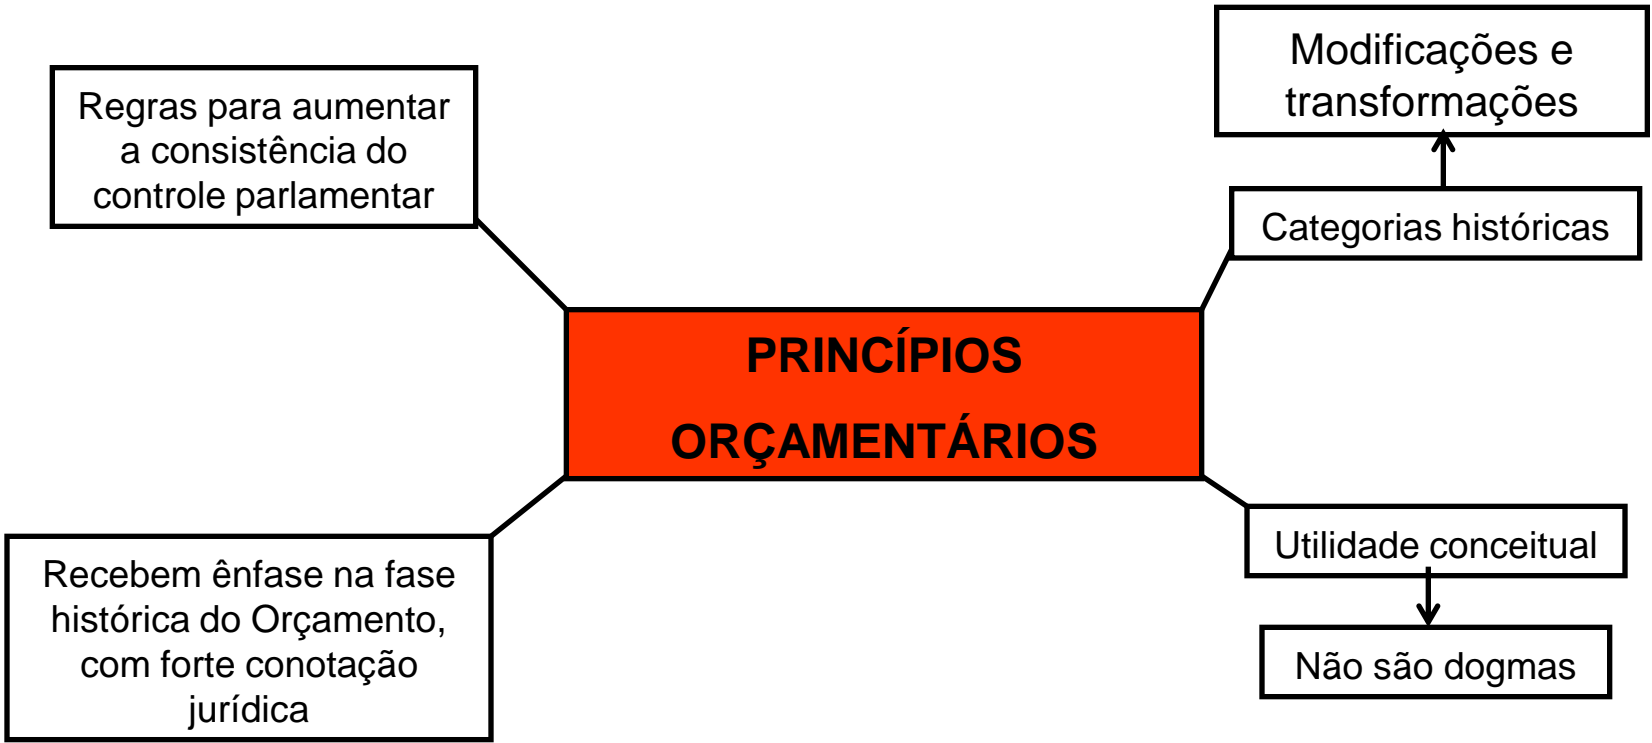 Regras para aumentar
a consistência do
controle parlamentar
Modificações e
transformações
Categorias históricas
PRINCÍPIOS
ORÇAMENTÁRIOS
Recebem ênfase na fase
histórica do Orçamento,
com forte conotação
jurídica
Utilidade conceitual
Não são dogmas